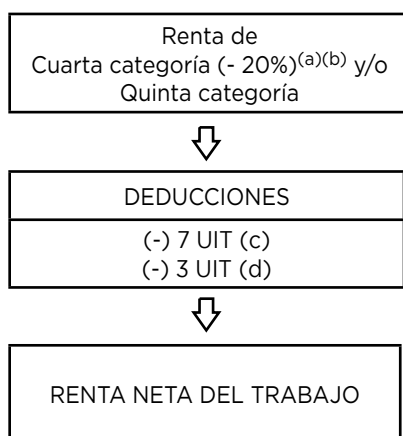 Renta de
Cuarta categoría (- 20%)(a)(b) y/o
Quinta categoría
DEDUCCIONES
(-) 7 UIT (c)
(-) 3 UIT (d)
RENTA NETA DEL TRABAJO